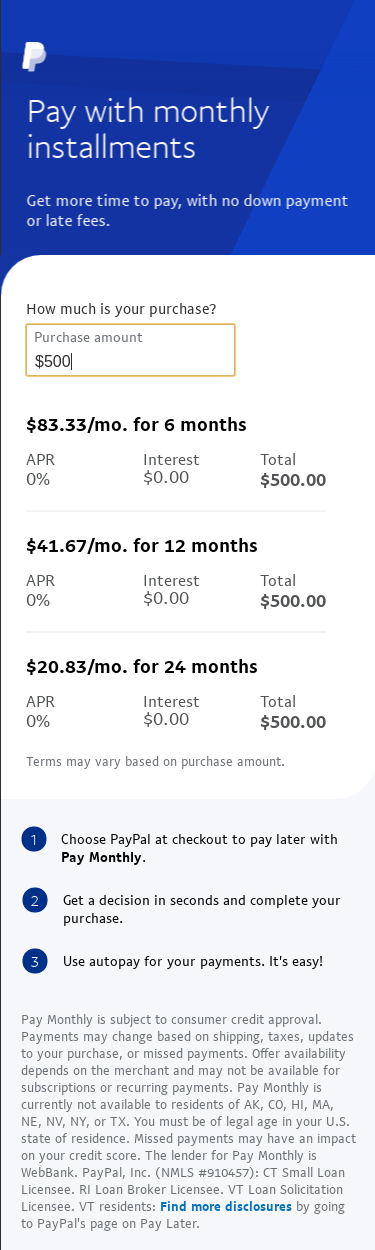 Pay with monthly
installments
Get more time to pay, with no down payment
or late fees.
How much is your purchase?
Purchase amount
$500
$83.33/mo. for 6 months
APR Interest Total
0% $0.00 $500.00
$41.67/mo. for 12 months
APR Interest Total
0% $0.00 $500.00
$20.83/mo. for 24 months
APR Interest Total
0% $0.00 $500.00
Terms may vary based on purchase amount.
1 Choose PayPal at checkout to pay later with
Pay Monthly.
2 Get a decision in seconds and complete your
purchase.
3 Use autopay for your payments. It's easy!
Pay Monthly is subject to consumer credit approval.
Payments may change based on shipping, taxes, updates
to your purchase, or missed payments. Offer availability
depends on the merchant and may not be available for
subscriptions or recurring payments. Pay Monthly is
currently not available to residents of AK, CO, HI, MA,
NE, NV, NY, or TX. You must be of legal age in your U.S.
state of residence. Missed payments may have an impact
on your credit score. The lender for Pay Monthly is
WebBank. PayPal, Inc. (NMLS #910457): CT Small Loan
Licensee. RI Loan Broker Licensee. VT Loan Solicitation
Licensee. VT residents: Find more disclosures by going
to PayPal's page on Pay Later.